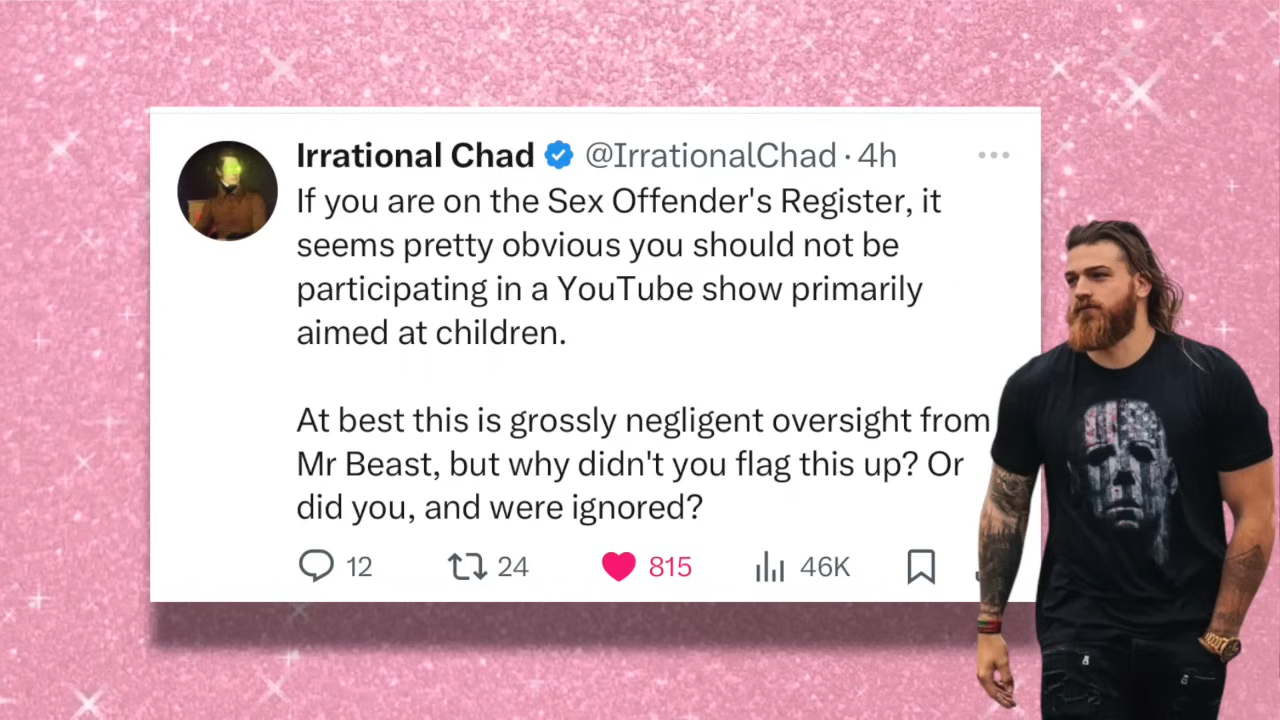 Irrational Chad @IrrationalChad · 4h
If you are on the Sex Offender's Register, it
seems pretty obvious you should not be
participating in a YouTube show primarily
aimed at children.
At best this is grossly negligent oversight from
Mr Beast, but why didn't you flag this up? Or
did you, and were ignored?
12 24 815 46K